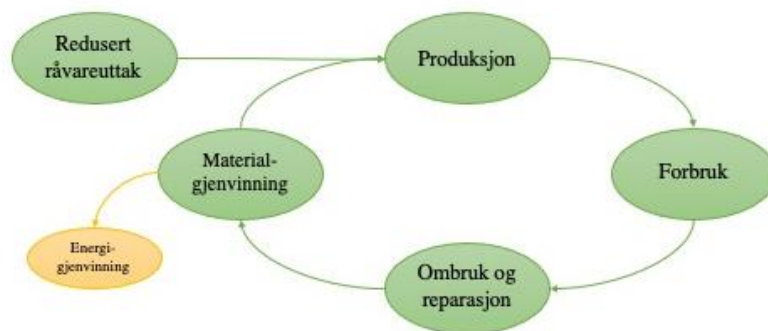 Redusert
råvareuttak
Produksjon
Material-
gjenvinning
Forbruk
Energi-
gjenvinning
Ombruk og
reparasjon